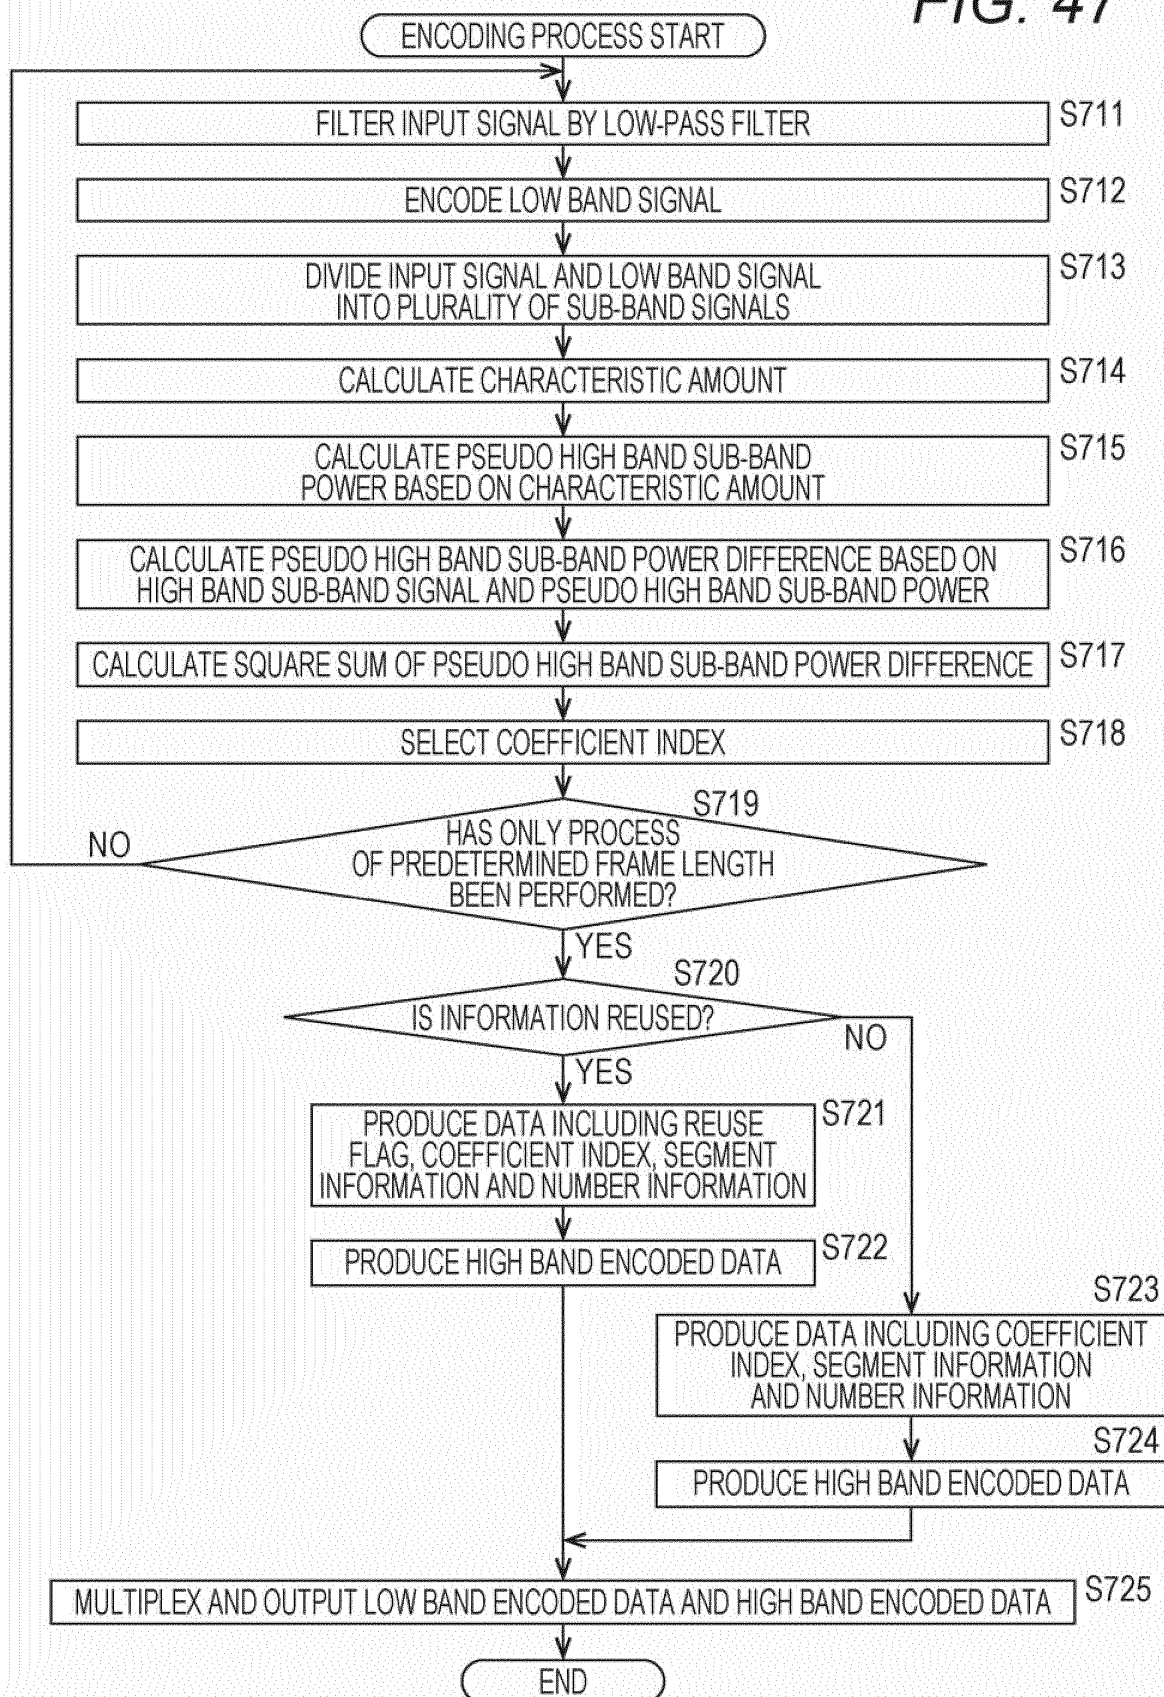 FIG. 47
ENCODING PROCESS START
FILTER INPUT SIGNAL BY LOW-PASS FILTER
S711
ENCODE LOW BAND SIGNAL
S712
DIVIDE INPUT SIGNAL AND LOW BAND SIGNAL
INTO PLURALITY OF SUB-BAND SIGNALS
S713
CALCULATE CHARACTERISTIC AMOUNT
S714
CALCULATE PSEUDO HIGH BAND SUB-BAND
POWER BASED ON CHARACTERISTIC AMOUNT
S715
CALCULATE PSEUDO HIGH BAND SUB-BAND POWER DIFFERENCE BASED ON
HIGH BAND SUB-BAND SIGNAL AND PSEUDO HIGH BAND SUB-BAND POWER
S716
CALCULATE SQUARE SUM OF PSEUDO HIGH BAND SUB-BAND POWER DIFFERENCE
S717
SELECT COEFFICIENT INDEX
S718
S719
HAS ONLY PROCESS
OF PREDETERMINED FRAME LENGTH
BEEN PERFORMED?
NO
YES
S720
IS INFORMATION REUSED?
NO
YES
S721
PRODUCE DATA INCLUDING REUSE
FLAG, COEFFICIENT INDEX, SEGMENT
INFORMATION AND NUMBER INFORMATION
S722
PRODUCE HIGH BAND ENCODED DATA
S723
PRODUCE DATA INCLUDING COEFFICIENT
INDEX, SEGMENT INFORMATION
AND NUMBER INFORMATION
S724
PRODUCE HIGH BAND ENCODED DATA
MULTIPLEX AND OUTPUT LOW BAND ENCODED DATA AND HIGH BAND ENCODED DATA
S725
END